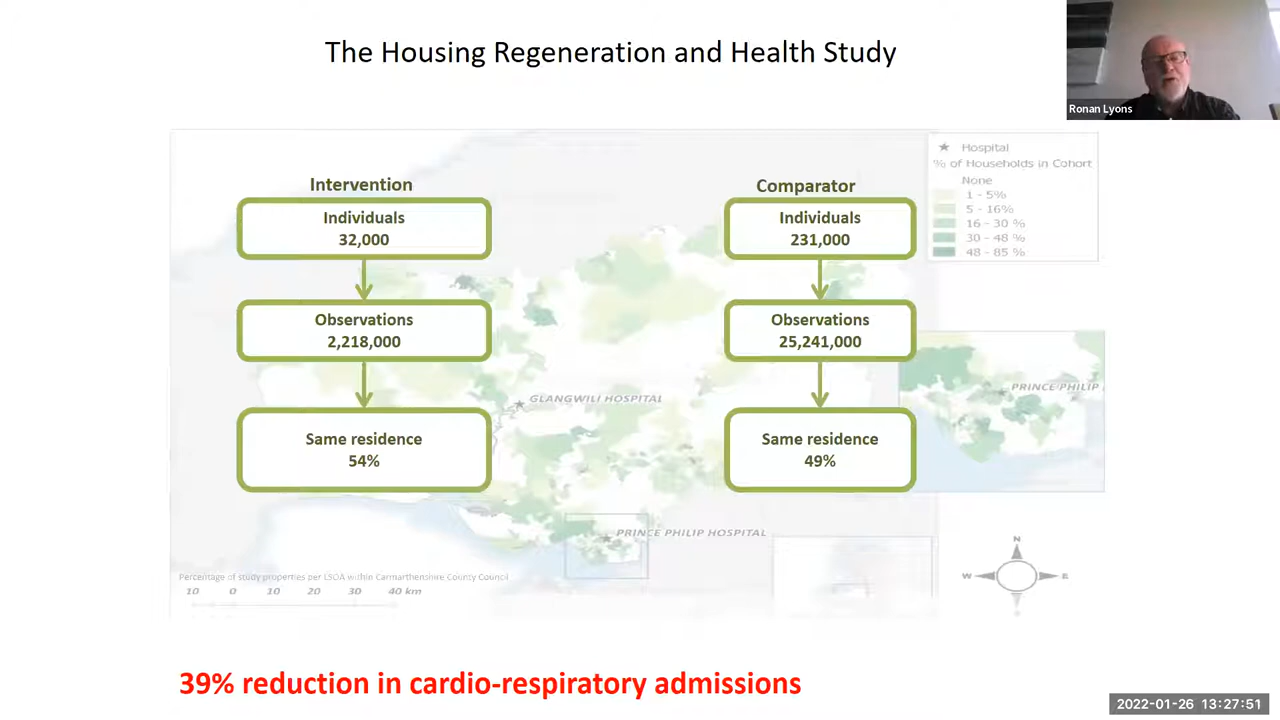 The Housing Regeneration and Health Study
Ronan Lyons
Intervention
Individuals
32,000
Observations
2,218,000
Same residence
54%
Comparator
Individuals
231,000
Observations
25,241,000
Same residence
49%
Hospital
% of Households in Cohort
None
1 - 5%
5 - 16%
16 - 30 %
30 - 48 %
48 - 85 %
GLANGWILI HOSPITAL
PRINCE PHILIP
PRINCE PHILIP HOSPITAL
Percentage of study properties per LSOA within Carmarthenshire County Council
10 0 10 20 30 40 km
N
W E
S
39% reduction in cardio-respiratory admissions
2022-01-26 13:27:51